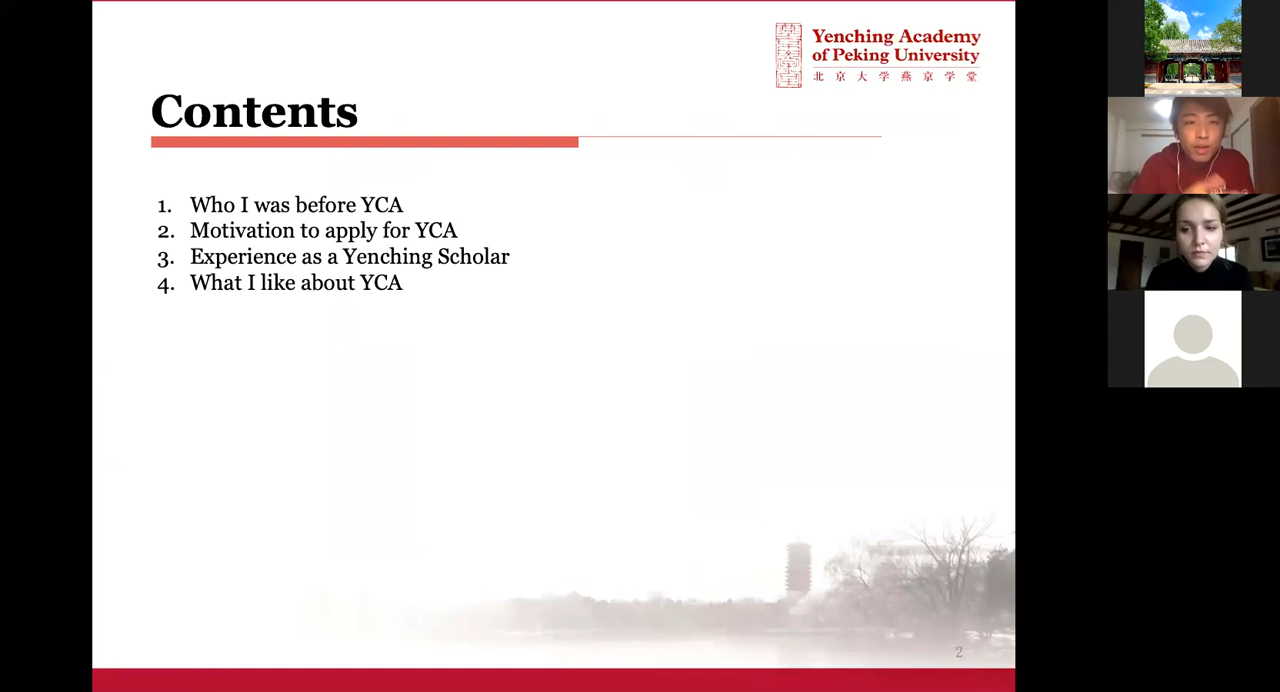 Yenching Academy
of Peking University
北京大学燕京学堂
Contents
1. Who I was before YCA
2. Motivation to apply for YCA
3. Experience as a Yenching Scholar
4. What I like about YCA
2